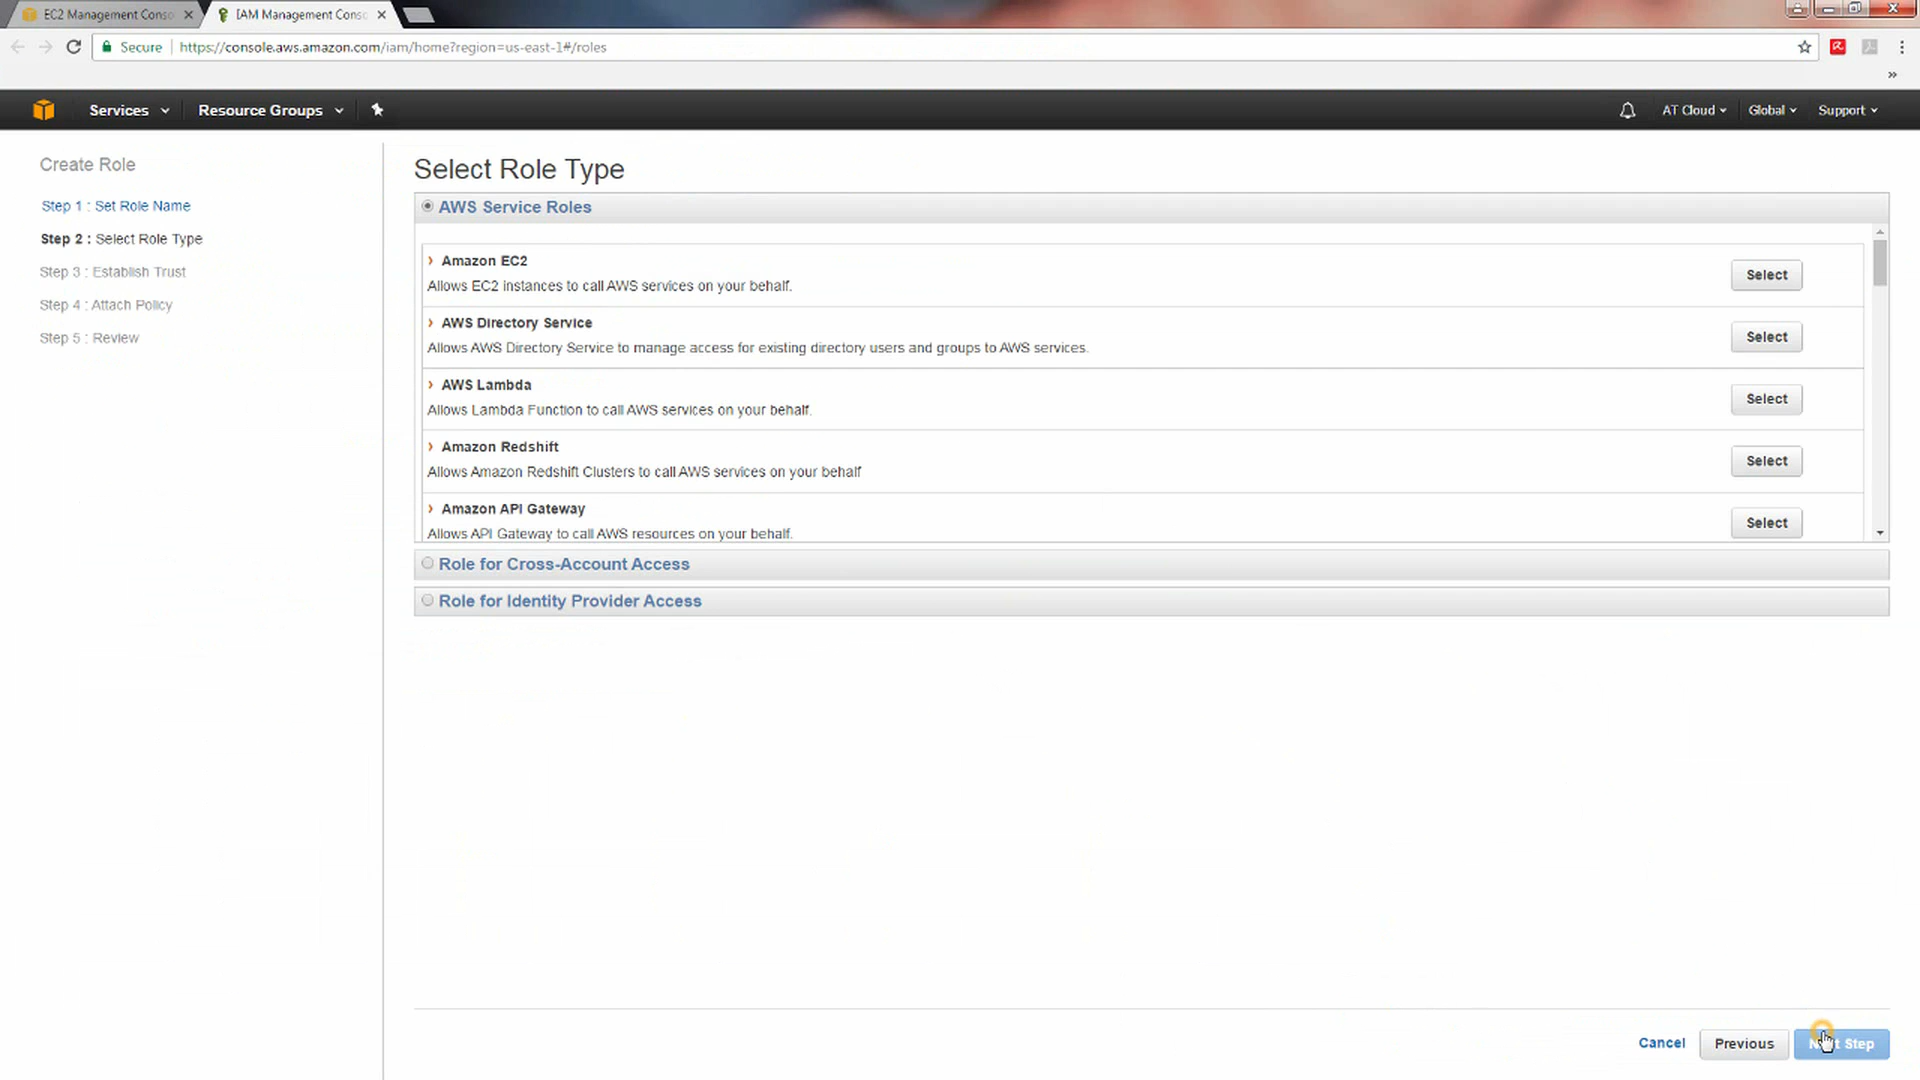 EC2 Management Conso
IAM Management Conso
Secure
https://console.aws.amazon.com/iam/home?region=us-east-1#/roles
»
Services
Resource Groups
AT Cloud
Global
Support
Create Role
Step 1 : Set Role Name
Step 2 : Select Role Type
Step 3 : Establish Trust
Step 4 : Attach Policy
Step 5 : Review
Select Role Type
AWS Service Roles
Amazon EC2
Allows EC2 instances to call AWS services on your behalf.
Select
AWS Directory Service
Allows AWS Directory Service to manage access for existing directory users and groups to AWS services.
Select
AWS Lambda
Allows Lambda Function to call AWS services on your behalf.
Select
Amazon Redshift
Allows Amazon Redshift Clusters to call AWS services on your behalf
Select
Amazon API Gateway
Allows API Gateway to call AWS resources on your behalf.
Select
Role for Cross-Account Access
Role for Identity Provider Access
Cancel
Previous
Next Step